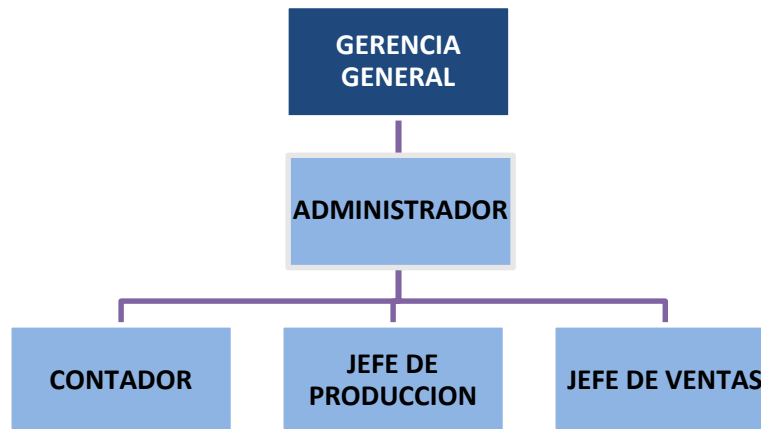 GERENCIA
GENERAL
ADMINISTRADOR
CONTADOR
JEFE DE
PRODUCCION
JEFE DE VENTAS